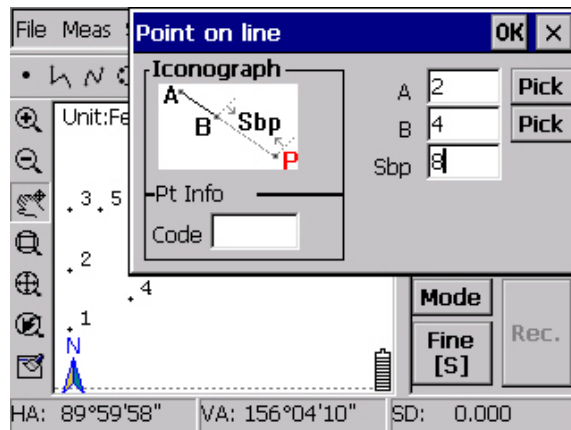 File Meas
Point on line OK ×
Iconograph
A
B Sbp
P
A 2 Pick
B 4 Pick
Sbp 8
Pt Info
Code
Unit:Fe
3 5
2
4
1
N
Mode
Fine
[S]
Rec.
HA: 89°59'58" VA: 156°04'10" SD: 0.000